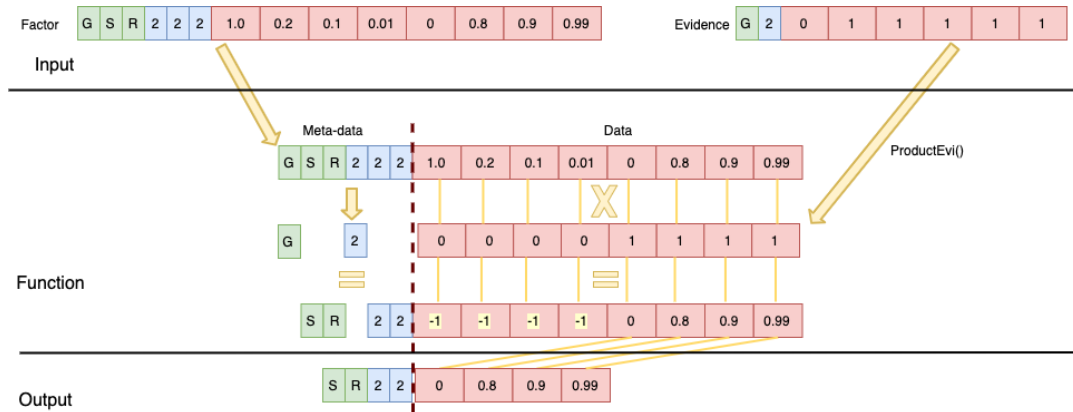 Factor G S R 2 2 2 1.0 0.2 0.1 0.01 0 0.8 0.9 0.99 Evidence G 2 0 1 1 1 1 1
Input
Meta-data Data
G S R 2 2 2 1.0 0.2 0.1 0.01 0 0.8 0.9 0.99 ProductEvi()
X
G 2 0 0 0 0 1 1 1 1
Function = =
S R 2 2 -1 -1 -1 -1 0 0.8 0.9 0.99
S R 2 2 0 0.8 0.9 0.99
Output